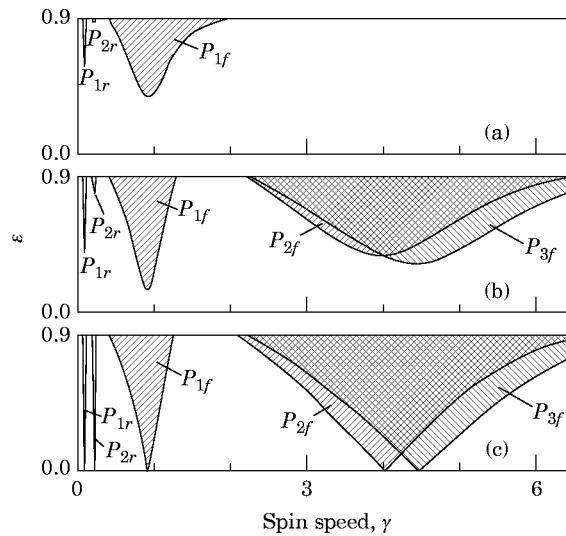 0.9
P2r
P1f
P1r
(a)
0.0
0.9
P1f
P2r
P2f
P3f
P1r
ε
(b)
0.0
0.9
P1f
P1r
P2f
P3f
P2r
(c)
0.0
0 3 6
Spin speed, γ